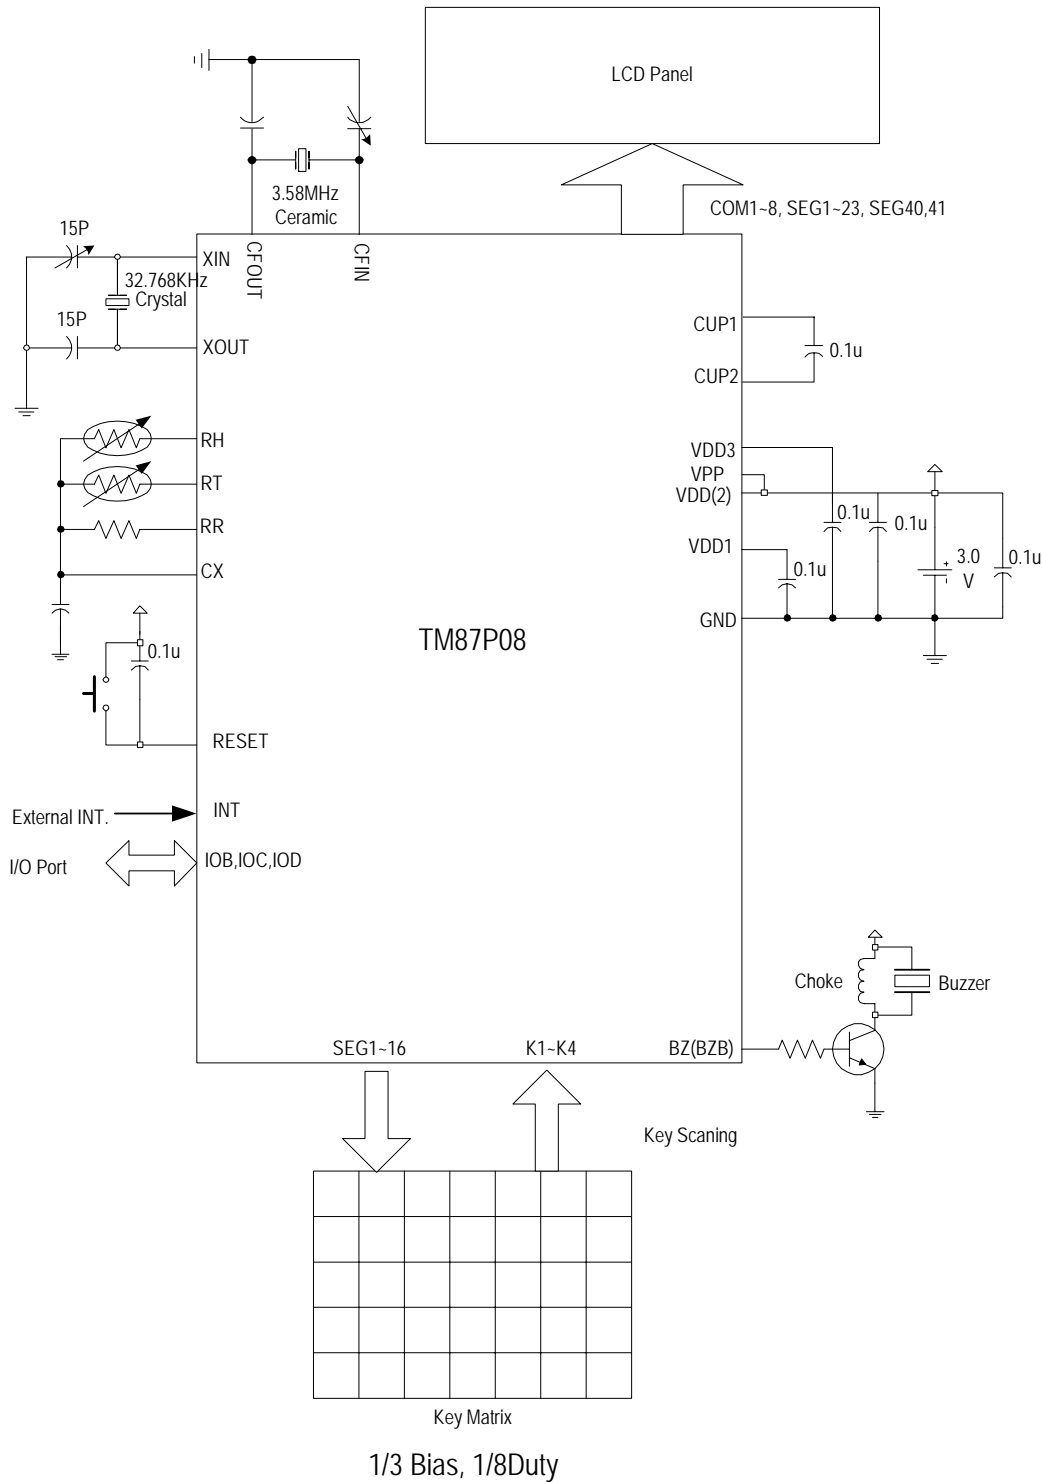 LCD Panel
3.58MHz
Ceramic
COM1~8, SEG1~23, SEG40,41
15P
XIN
CFOUT
CFIN
32.768KHz
Crystal
15P
XOUT
CUP1
0.1u
CUP2
RH
RT
RR
CX
VDD3
VPP
VDD(2)
0.1u
0.1u
VDD1
0.1u
3.0
V
0.1u
GND
TM87P08
0.1u
RESET
External INT.
INT
I/O Port
IOB,IOC,IOD
Choke
Buzzer
SEG1~16
K1~K4
BZ(BZB)
Key Scaning
Key Matrix
1/3 Bias, 1/8Duty